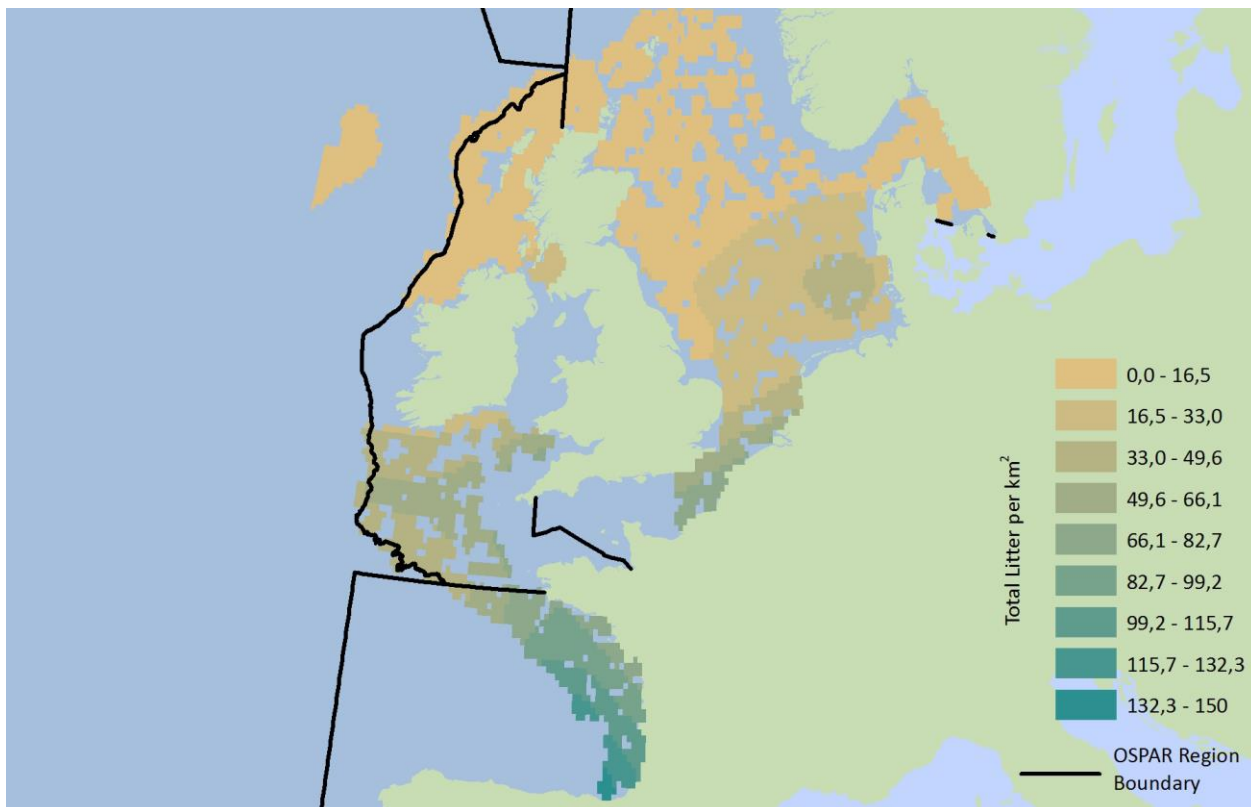 Total Litter per km²
0,0 - 16,5
16,5 - 33,0
33,0 - 49,6
49,6 - 66,1
66,1 - 82,7
82,7 - 99,2
99,2 - 115,7
115,7 - 132,3
132,3 - 150
OSPAR Region
Boundary